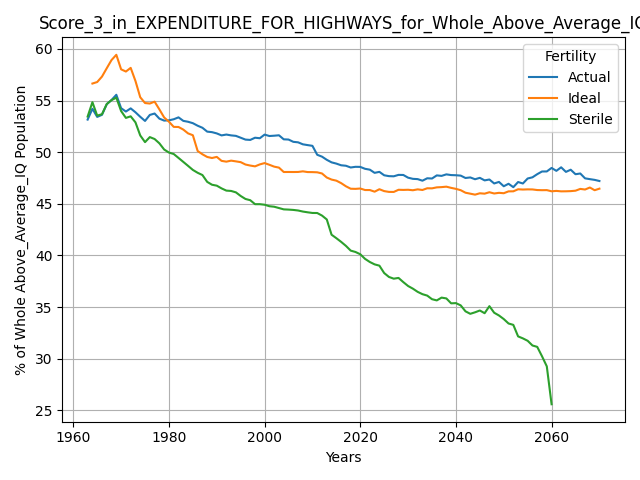 Score_3_in_EXPENDITURE_FOR_HIGHWAYS_for_Whole_Above_Average_IQ
60
55
50
45
40
35
30
25
% of Whole Above_Average_IQ Population
Fertility
Actual
Ideal
Sterile
1960 1980 2000 2020 2040 2060
Years